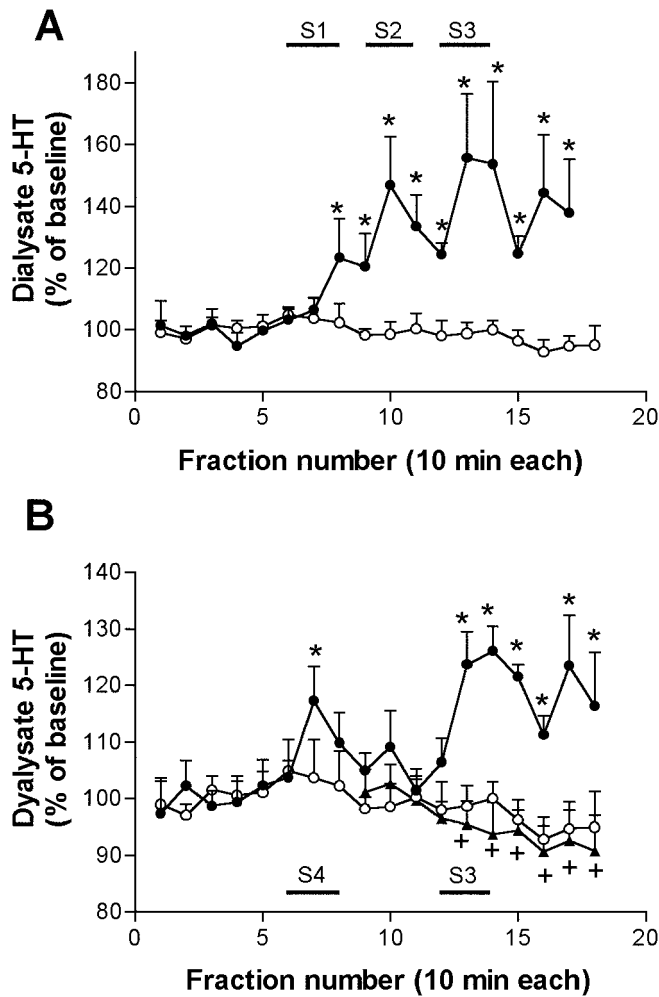 A
S1 S2 S3
180
160
140
120
100
80
Dialysate 5-HT
(% of baseline)
* * * * * * * * * *
0 5 10 15 20
Fraction number (10 min each)
B
140
130
120
110
100
90
80
Dyalysate 5-HT
(% of baseline)
* * * * * * *
+ + + + + +
S4 S3
0 5 10 15 20
Fraction number (10 min each)